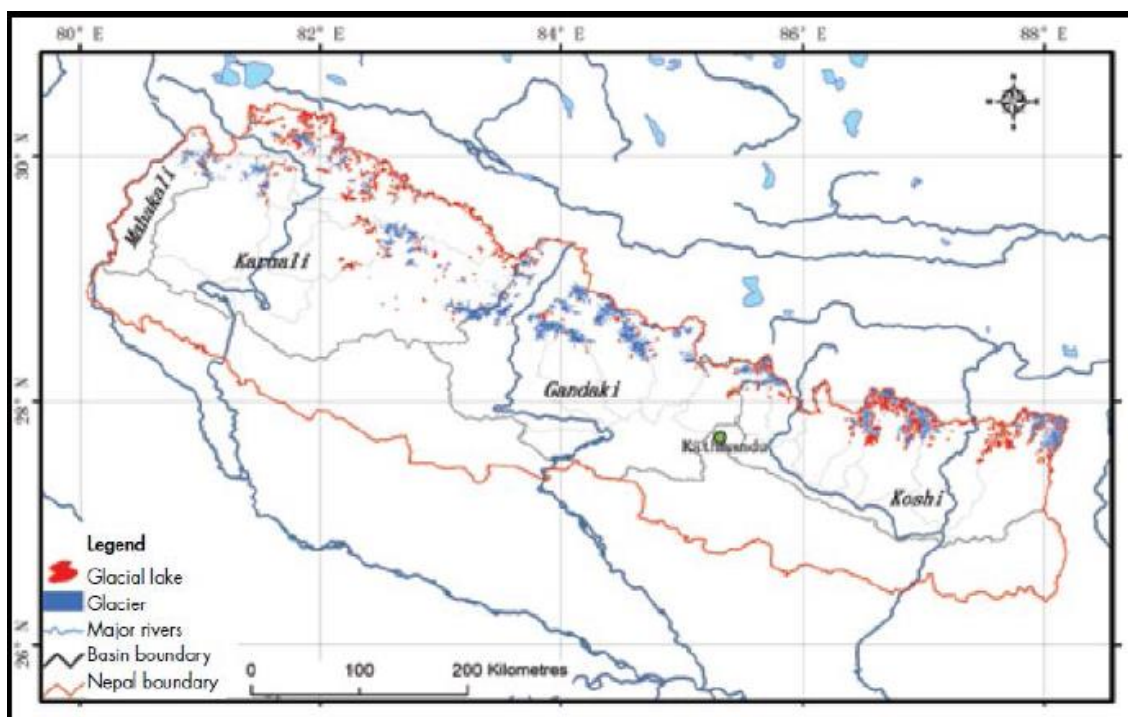 80° E 82° E 84° E 86° E 88° E
30° N
28° N
26° N
Mahakali
Karnali
Gandaki
Kathmandu
Koshi
Legend
Glacial lake
Glacier
Major rivers
Basin boundary
Nepal boundary
0 100 200 Kilometres